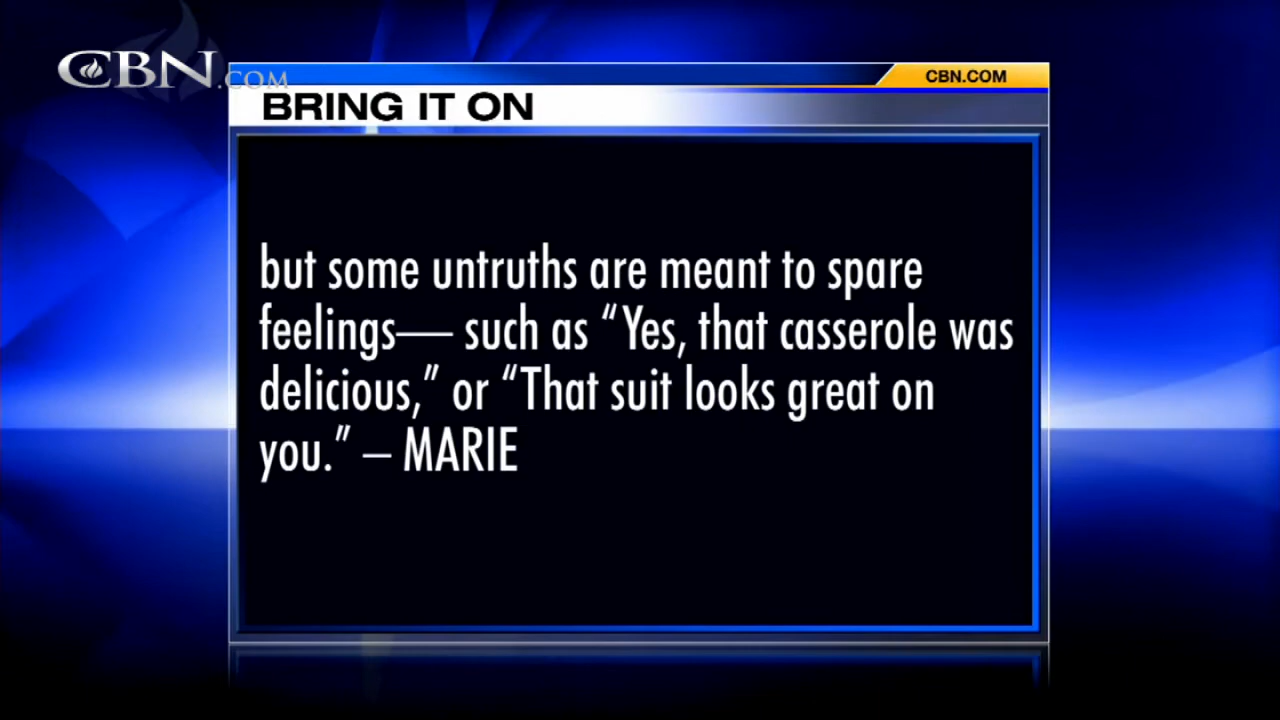 CBN.COM
CBN.COM
BRING IT ON
but some untruths are meant to spare
feelings–– such as “Yes, that casserole was
delicious,” or “That suit looks great on
you.” – MARIE